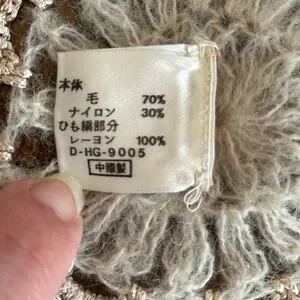 本体
毛 70%
ナイロン 30%
ひも編部分
レーヨン 100%
D-HG-9005
中國製